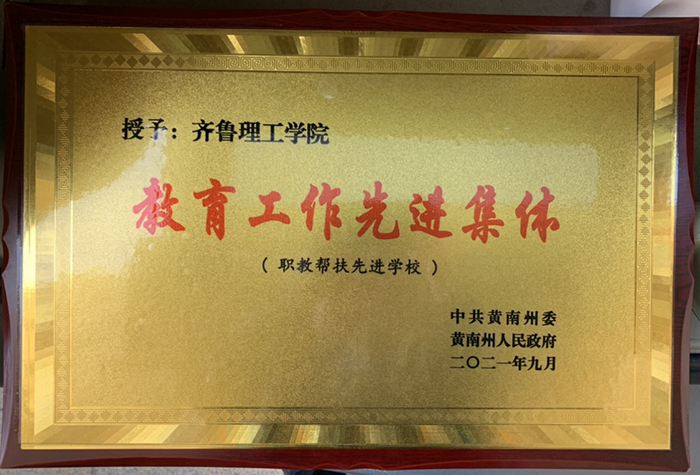 授予：齐鲁理工学院
教育工作先进集体
（职教帮扶先进学校）
中共黄南州委
黄南州人民政府
二〇二一年九月